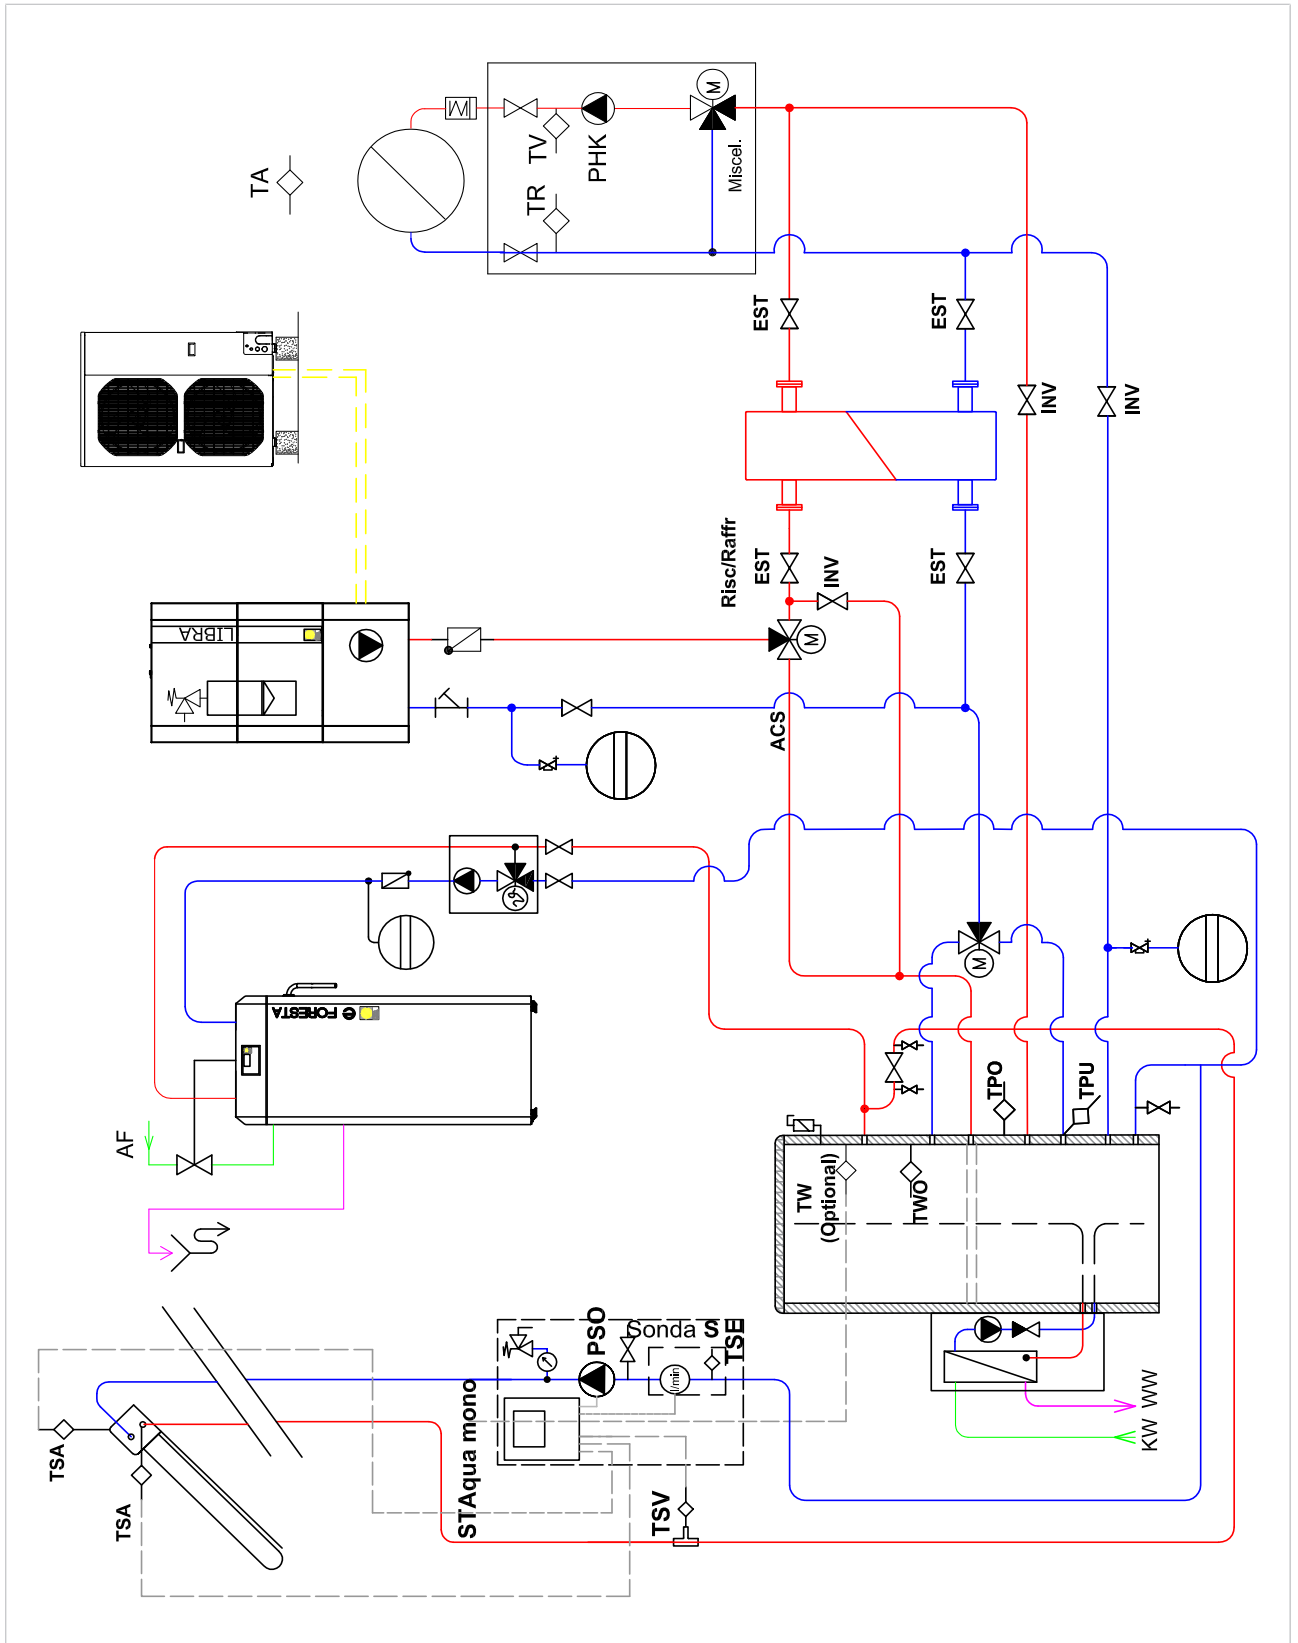 TA
TV
TR
PHK
M
Miscel.
EST
EST
INV
INV
Risc/Raffr
EST
INV
EST
M
LIBRA
ACS
M
FORESTA
AF
TPO
TPU
TW
(Optional)
TWO
PSO
Sonda S
TSE
l/min
STAqua mono
TSA
TSA
TSV
WW
KW